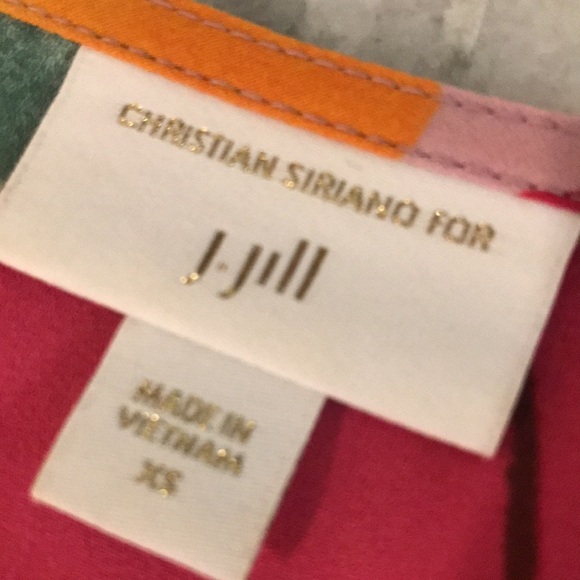 CHRISTIAN SIRIANO FOR
J.Jill
MADE IN
VIETNAM
XS